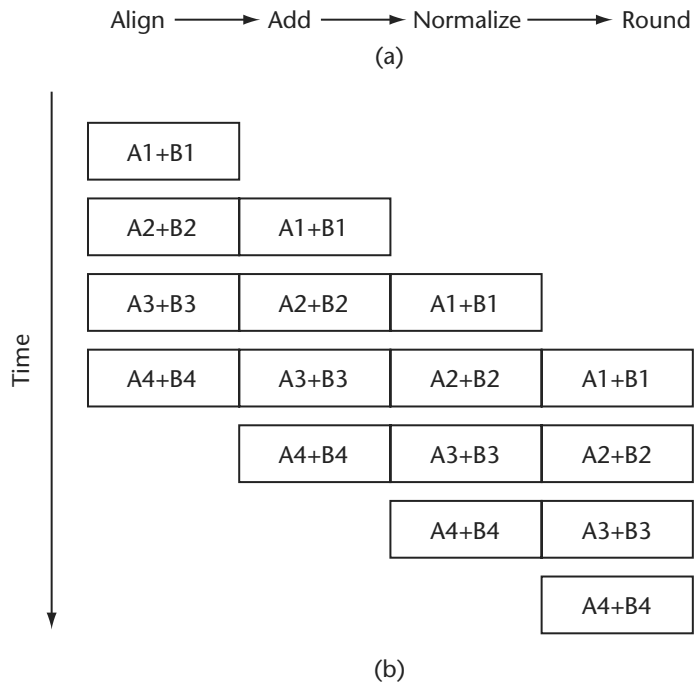 Align Add Normalize Round
(a)
Time
A1+B1
A2+B2 A1+B1
A3+B3 A2+B2 A1+B1
A4+B4 A3+B3 A2+B2 A1+B1
A4+B4 A3+B3 A2+B2
A4+B4 A3+B3
A4+B4
(b)